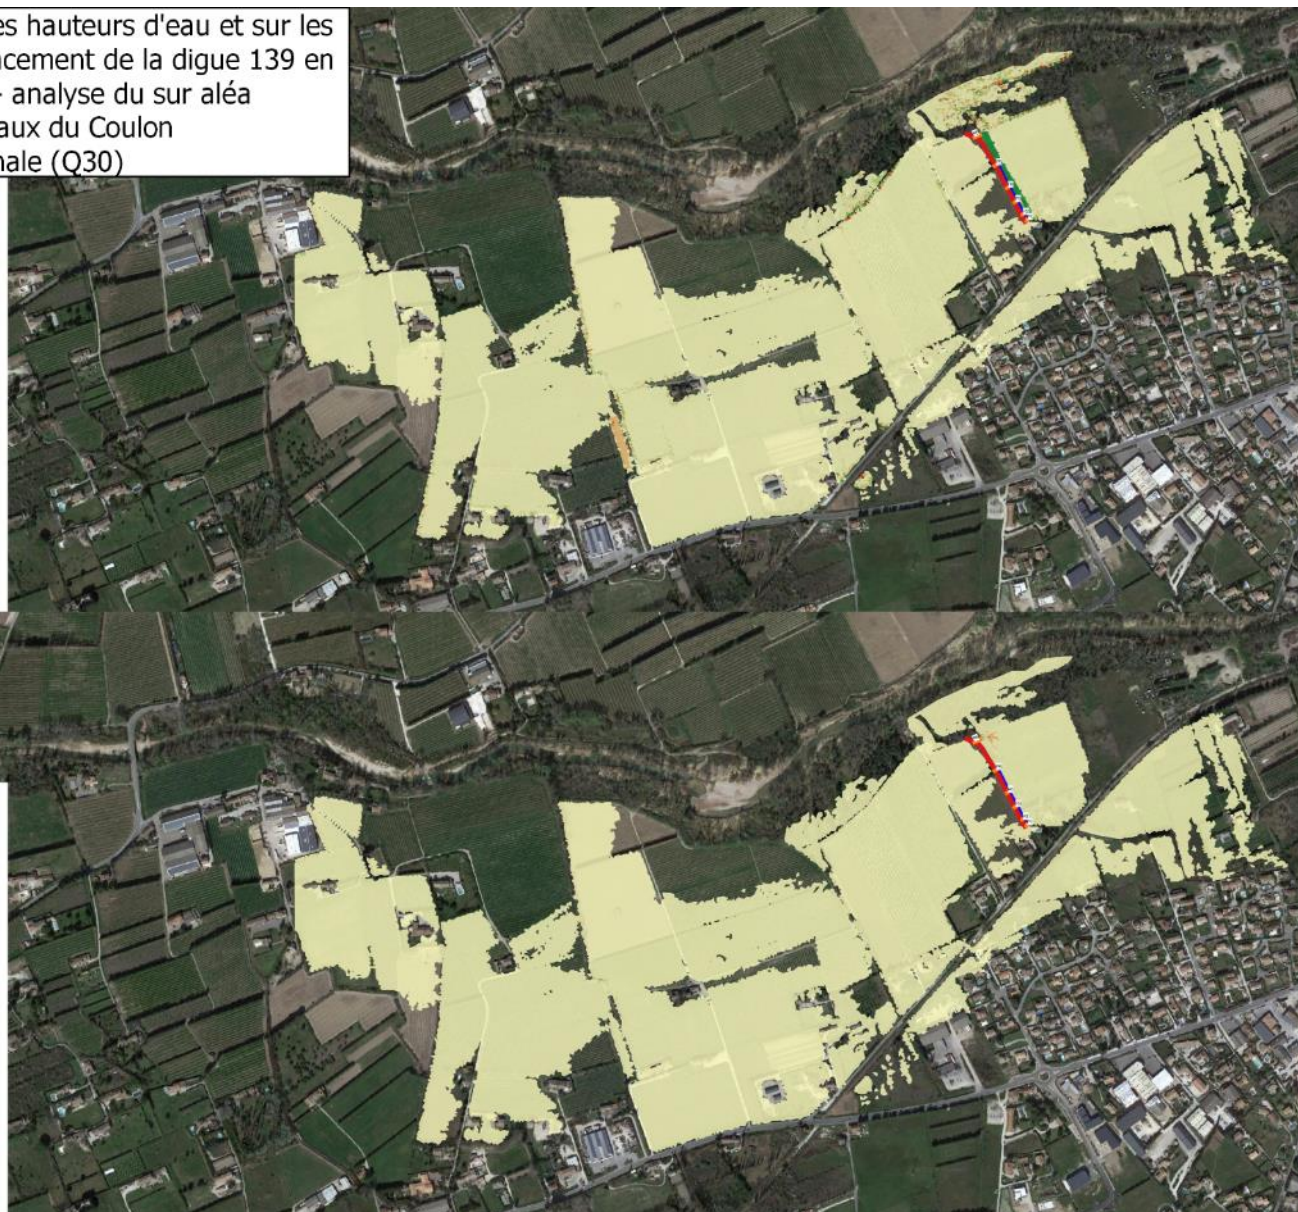 es hauteurs d'eau et sur les
acement de la digue 139 en
- analyse du sur aléa
aux du Coulon
nale (Q30)